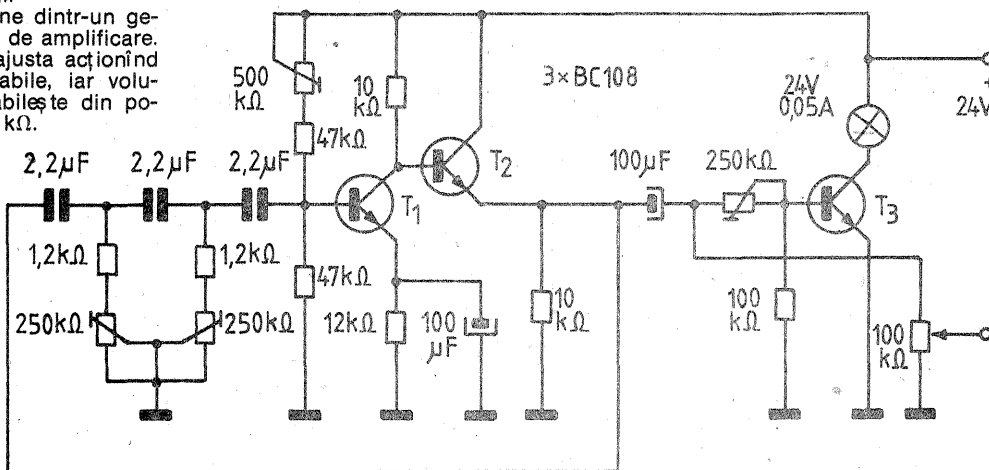 ne dintr-un ge-
de amplificare.
ajusta acționînd
abile, iar volu-
abilește din po-
kΩ.
500
kΩ
10
kΩ
3×BC108
24V
0,05A
+
24V
47kΩ
2,2µF
2,2µF
2,2µF
T2
100µF
250kΩ
T1
T3
1,2kΩ
1,2kΩ
47kΩ
250kΩ
250kΩ
12kΩ
100
µF
10
kΩ
100
kΩ
100
kΩ